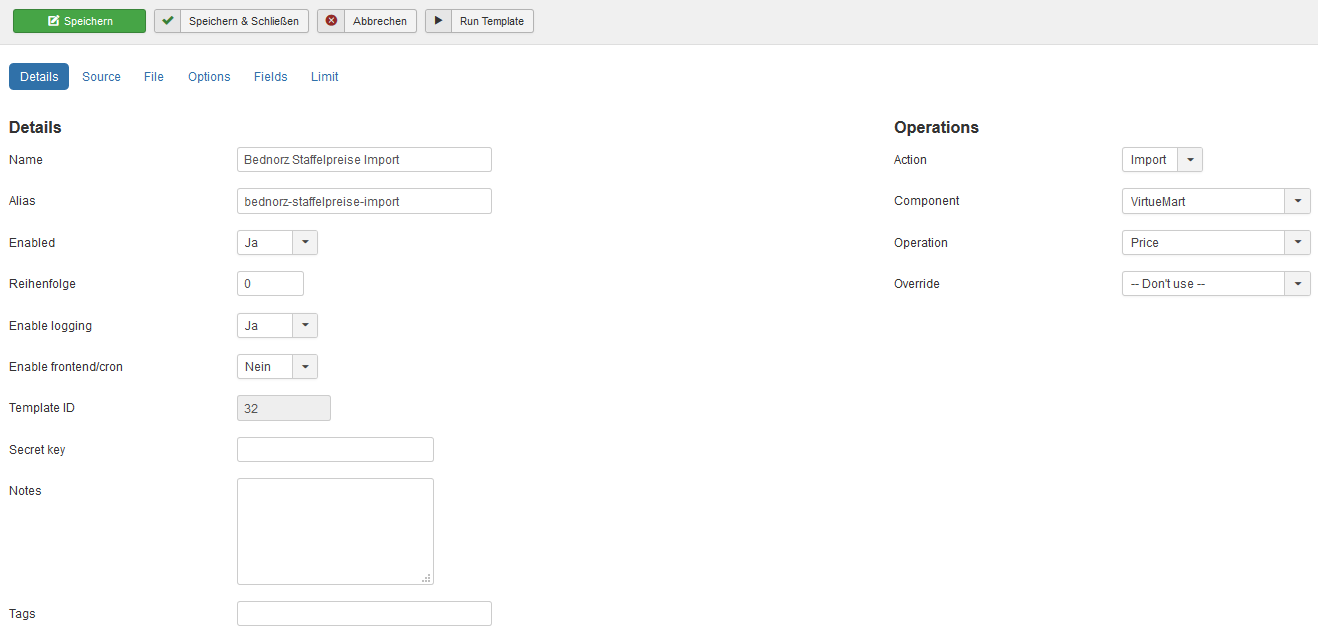 Speichern
Speichern & Schließen
Abbrechen
Run Template
Details
Source
File
Options
Fields
Limit
Details
Name
Bednorz Staffelpreise Import
Alias
bednorz-staffelpreise-import
Enabled
Ja
Reihenfolge
0
Enable logging
Ja
Enable frontend/cron
Nein
Template ID
32
Secret key
Notes
Tags
Operations
Action
Import
Component
VirtueMart
Operation
Price
Override
-- Don't use --